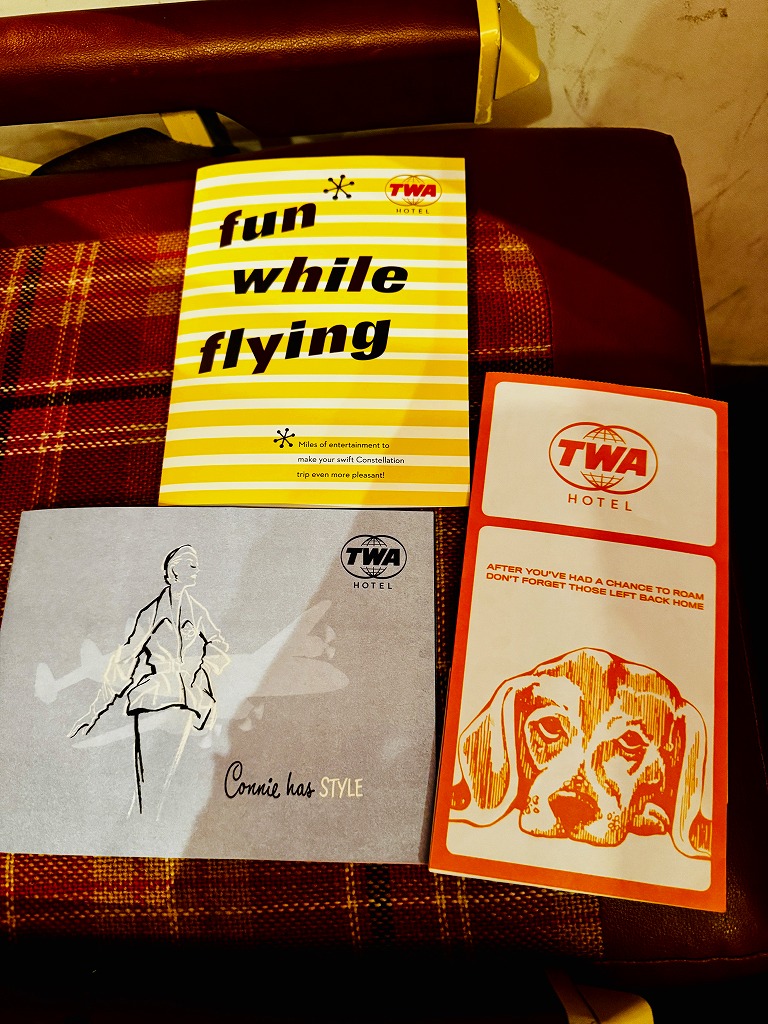 TWA
HOTEL
fun
while
flying
Miles of entertainment to
make your swift Constellation
trip even more pleasant!
TWA
HOTEL
AFTER YOU'VE HAD A CHANCE TO ROAM
DON'T FORGET THOSE LEFT BACK HOME
TWA
HOTEL
Connie has STYLE